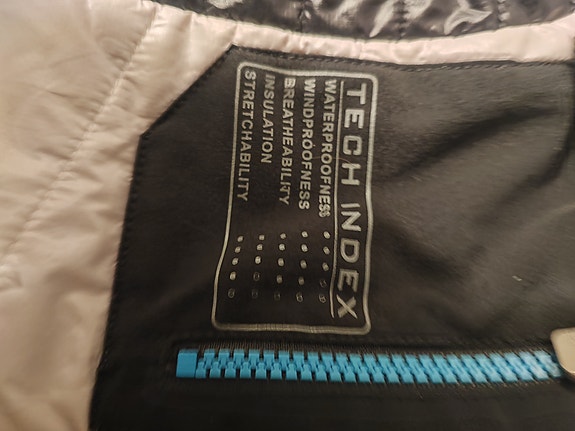 TECH INDEX
WATERPROOFNESS
WINDPROOFNESS
BREATHEABILITY
INSULATION
STRETCHABILITY